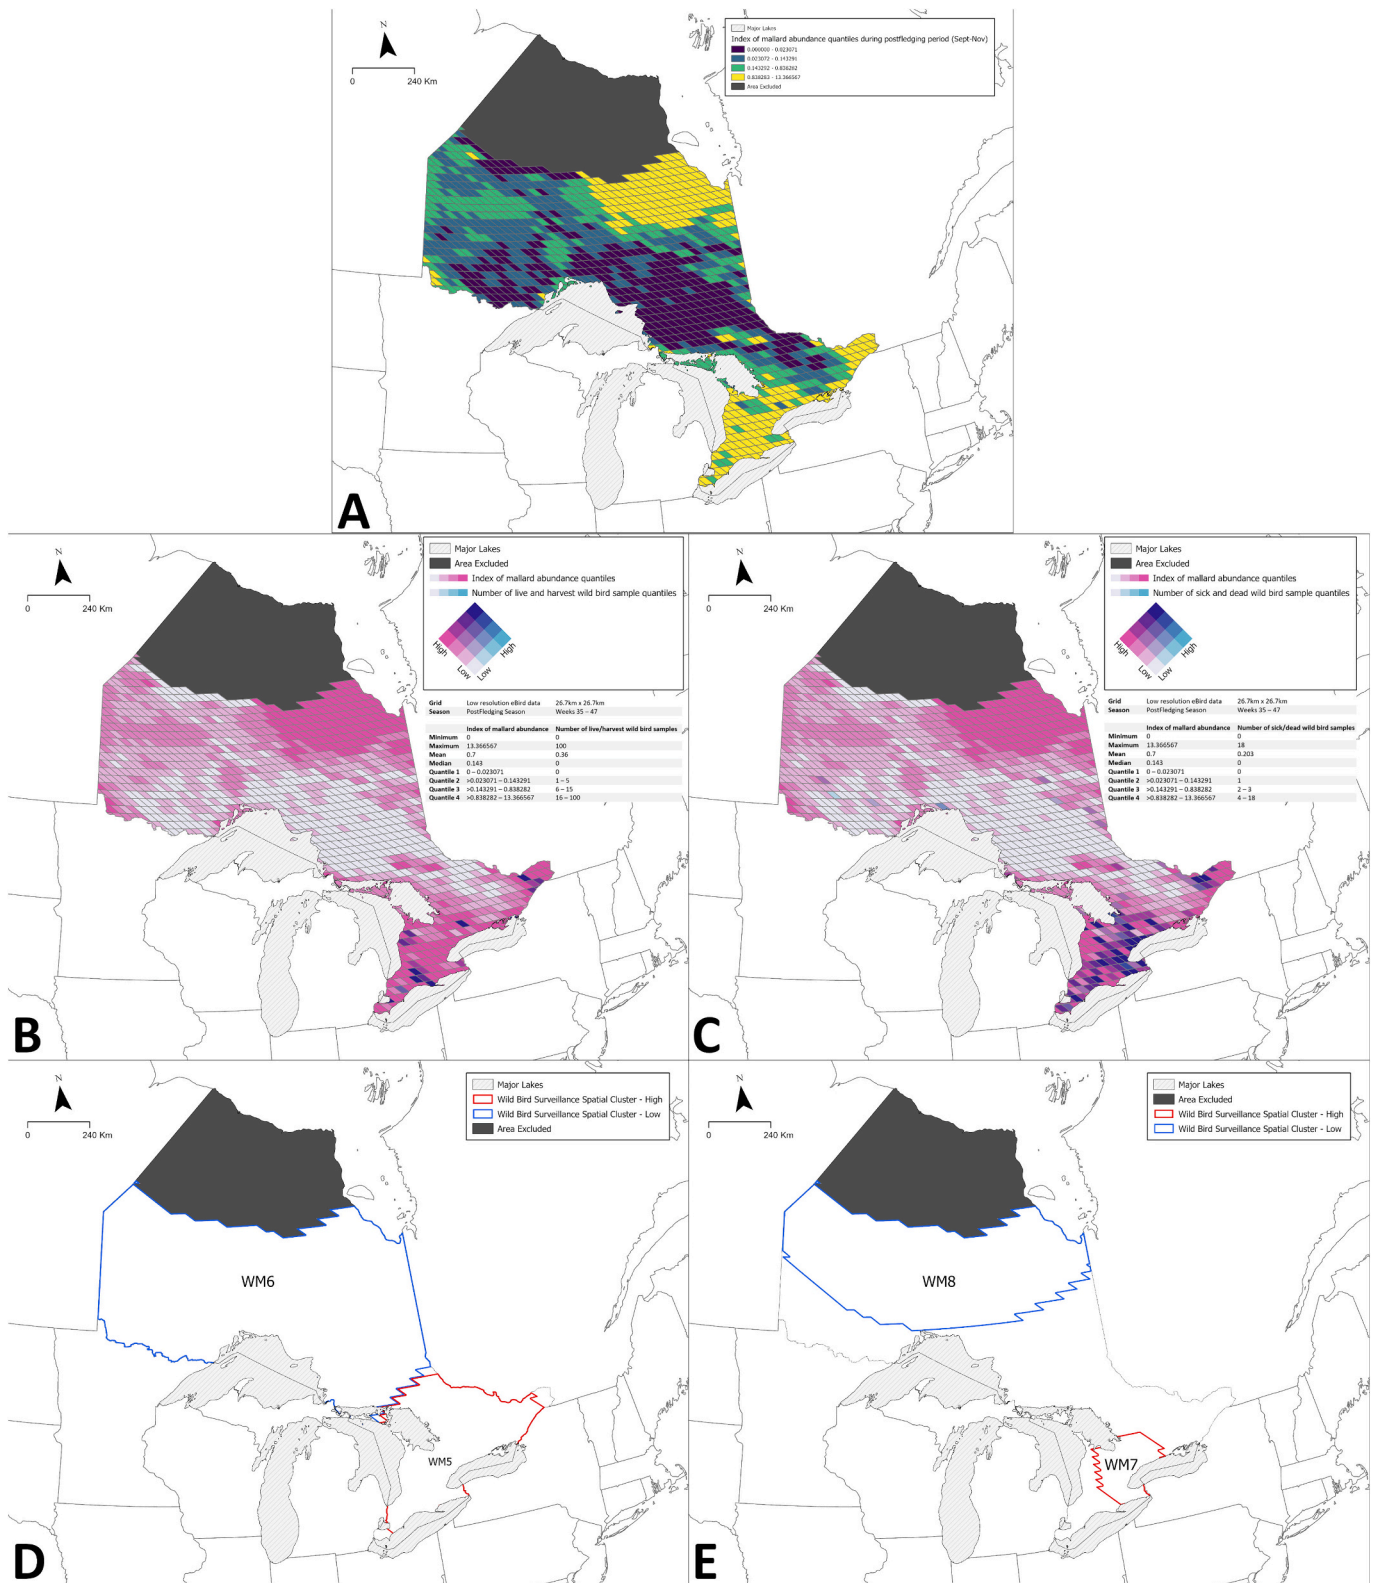 N
0 240 Km
Major Lakes
Index of mallard abundance quantiles during postfledging period (Sept-Nov)
0.000000 - 0.023071
0.023072 - 0.143291
0.143292 - 0.838282
0.838283 - 13.366567
Area Excluded
A
N
0 240 Km
Major Lakes
Area Excluded
Index of mallard abundance quantiles
Number of live and harvest wild bird sample quantiles
High High
Low Low
Grid Low resolution eBird data 26.7km x 26.7km
Season PostFledging Season Weeks 35 – 47
Index of mallard abundance Number of live/harvest wild bird samples
Minimum 0 0
Maximum 13.366567 100
Mean 0.7 0.36
Median 0.143 0
Quantile 1 0 – 0.023071 0
Quantile 2 >0.023071 – 0.143291 1 – 5
Quantile 3 >0.143291 – 0.838282 6 – 15
Quantile 4 >0.838282 – 13.366567 16 – 100
B
N
0 240 Km
Major Lakes
Area Excluded
Index of mallard abundance quantiles
Number of sick and dead wild bird sample quantiles
High High
Low Low
Grid Low resolution eBird data 26.7km x 26.7km
Season PostFledging Season Weeks 35 – 47
Index of mallard abundance Number of sick/dead wild bird samples
Minimum 0 0
Maximum 13.366567 18
Mean 0.7 0.203
Median 0.143 0
Quantile 1 0 – 0.023071 0
Quantile 2 >0.023071 – 0.143291 1
Quantile 3 >0.143291 – 0.838282 2 – 3
Quantile 4 >0.838282 – 13.366567 4 – 18
C
N
0 240 Km
Major Lakes
Wild Bird Surveillance Spatial Cluster - High
Wild Bird Surveillance Spatial Cluster - Low
Area Excluded
WM6
WM5
D
N
0 240 Km
Major Lakes
Area Excluded
Wild Bird Surveillance Spatial Cluster - High
Wild Bird Surveillance Spatial Cluster - Low
WM8
WM7
E